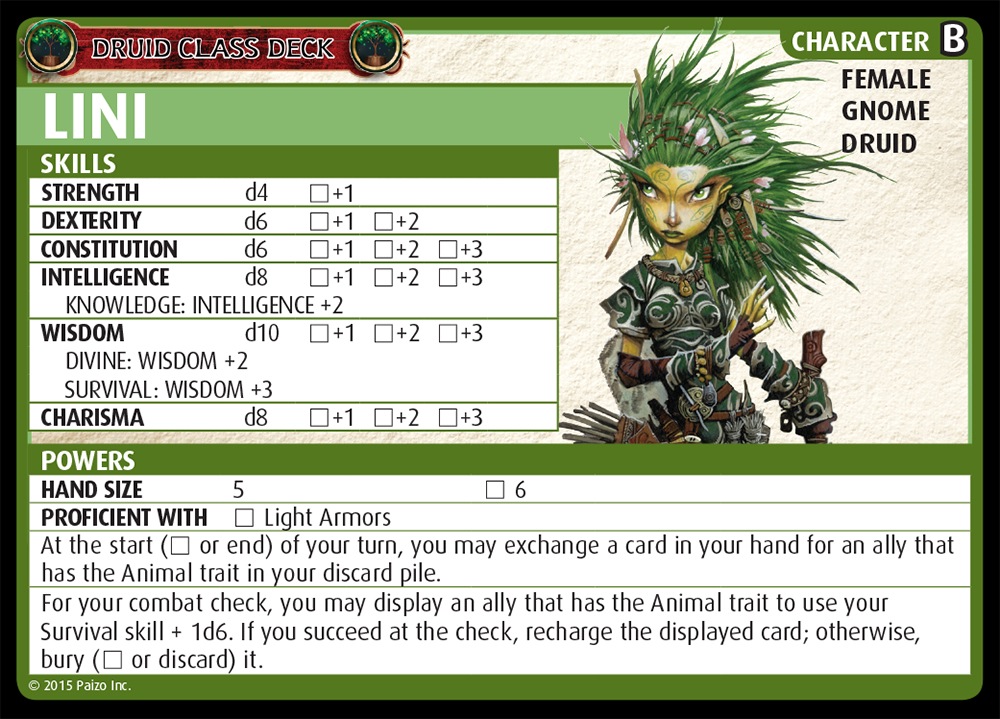 DRUID CLASS DECK
CHARACTER B
FEMALE
GNOME
DRUID
LINI
SKILLS
STRENGTH d4 □ +1
DEXTERITY d6 □ +1 □ +2
CONSTITUTION d6 □ +1 □ +2 □ +3
INTELLIGENCE d8 □ +1 □ +2 □ +3
KNOWLEDGE: INTELLIGENCE +2
WISDOM d10 □ +1 □ +2 □ +3
DIVINE: WISDOM +2
SURVIVAL: WISDOM +3
CHARISMA d8 □ +1 □ +2 □ +3
POWERS
HAND SIZE 5 □ 6
PROFICIENT WITH □ Light Armors
At the start (□ or end) of your turn, you may exchange a card in your hand for an ally that
has the Animal trait in your discard pile.
For your combat check, you may display an ally that has the Animal trait to use your
Survival skill + 1d6. If you succeed at the check, recharge the displayed card; otherwise,
bury (□ or discard) it.
© 2015 Paizo Inc.